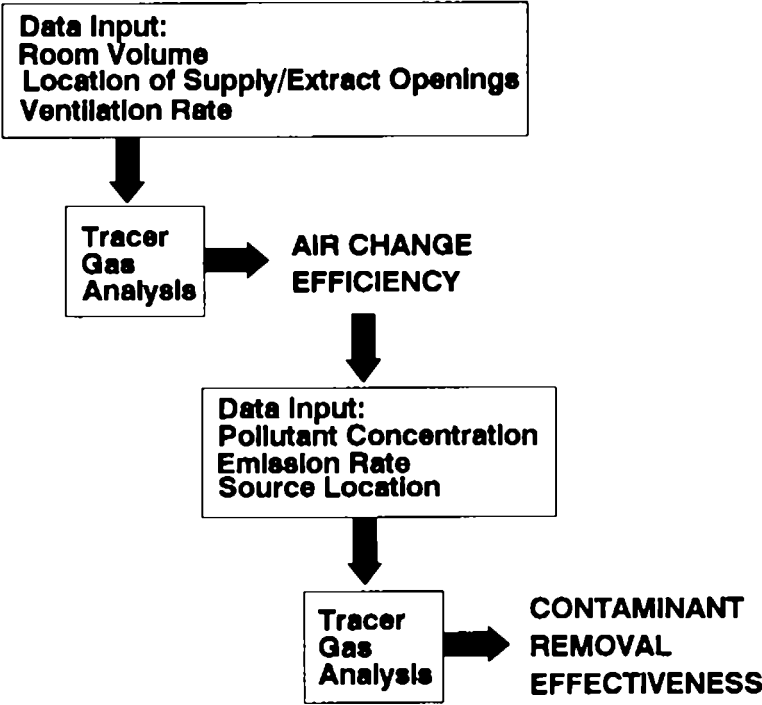 Data Input:
Room Volume
Location of Supply/Extract Openings
Ventilation Rate
Tracer
Gas
Analysis
AIR CHANGE
EFFICIENCY
Data Input:
Pollutant Concentration
Emission Rate
Source Location
Tracer
Gas
Analysis
CONTAMINANT
REMOVAL
EFFECTIVENESS